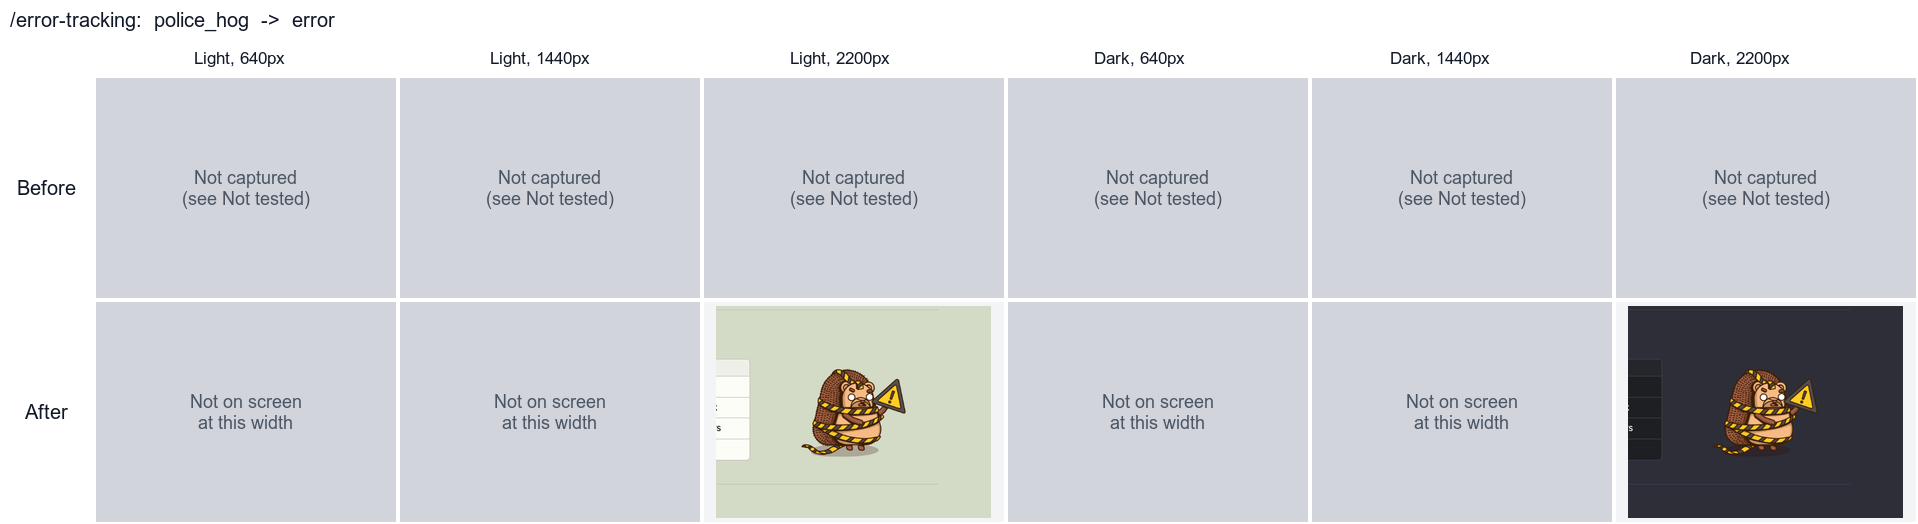 /error-tracking: police_hog -> error
Light, 640px
Light, 1440px
Light, 2200px
Dark, 640px
Dark, 1440px
Dark, 2200px
Before
Not captured
(see Not tested)
Not captured
(see Not tested)
Not captured
(see Not tested)
Not captured
(see Not tested)
Not captured
(see Not tested)
Not captured
(see Not tested)
After
Not on screen
at this width
Not on screen
at this width
s
!
Not on screen
at this width
Not on screen
at this width
s
!